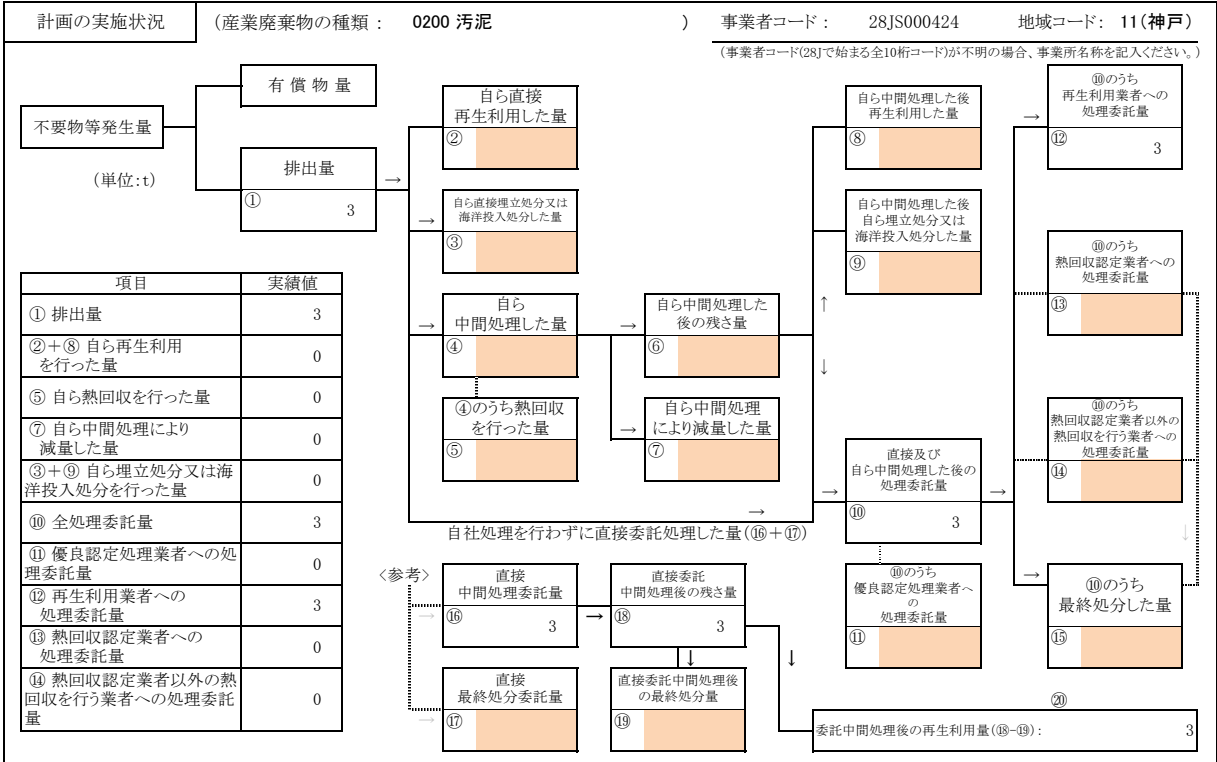 計画の実施状況
(産業廃棄物の種類： 0200 汚泥 )
事業者コード： 28JS000424 地域コード： 11(神戸)
(事業者コード(28Jで始まる全10桁コード)が不明の場合、事業所名称を記入ください。)
不要物等発生量
(単位:t)
有 償 物 量
排出量
① 3
→
自ら直接
再生利用した量
②
→
自ら直接埋立処分又は
海洋投入処分した量
③
→
自ら
中間処理した量
④
④のうち熱回収
を行った量
⑤
→
自ら中間処理した
後の残さ量
⑥
→
自ら中間処理
により減量した量
⑦
自ら中間処理した後
再生利用した量
⑧
自ら中間処理した後
自ら埋立処分又は
海洋投入処分した量
⑨
↑
↓
→
自社処理を行わずに直接委託処理した量(⑯＋⑰)
→
直接及び
自ら中間処理した後の
処理委託量
⑩ 3
→
⑩のうち
優良認定処理業者へ
の
処理委託量
⑪
→
⑩のうち
再生利用業者への
処理委託量
⑫ 3
⑩のうち
熱回収認定業者への
処理委託量
⑬
⑩のうち
熱回収認定業者以外の
熱回収を行う業者への
処理委託量
⑭
↓
→
⑩のうち
最終処分した量
⑮
項目 実績値
① 排出量 3
②＋⑧ 自ら再生利用
を行った量 0
⑤ 自ら熱回収を行った量 0
⑦ 自ら中間処理により
減量した量 0
③＋⑨ 自ら埋立処分又は海
洋投入処分を行った量 0
⑩ 全処理委託量 3
⑪ 優良認定処理業者への処
理委託量 0
⑫ 再生利用業者への
処理委託量 3
⑬ 熱回収認定業者への
処理委託量 0
⑭ 熱回収認定業者以外の熱
回収を行う業者への処理委託
量 0
〈参考〉
→
直接
中間処理委託量
⑯ 3
→
直接委託
中間処理後の残さ量
⑱ 3
↓
↓
→
直接
最終処分委託量
⑰
直接委託中間処理後
の最終処分量
⑲
⑳
委託中間処理後の再生利用量(⑱-⑲)： 3